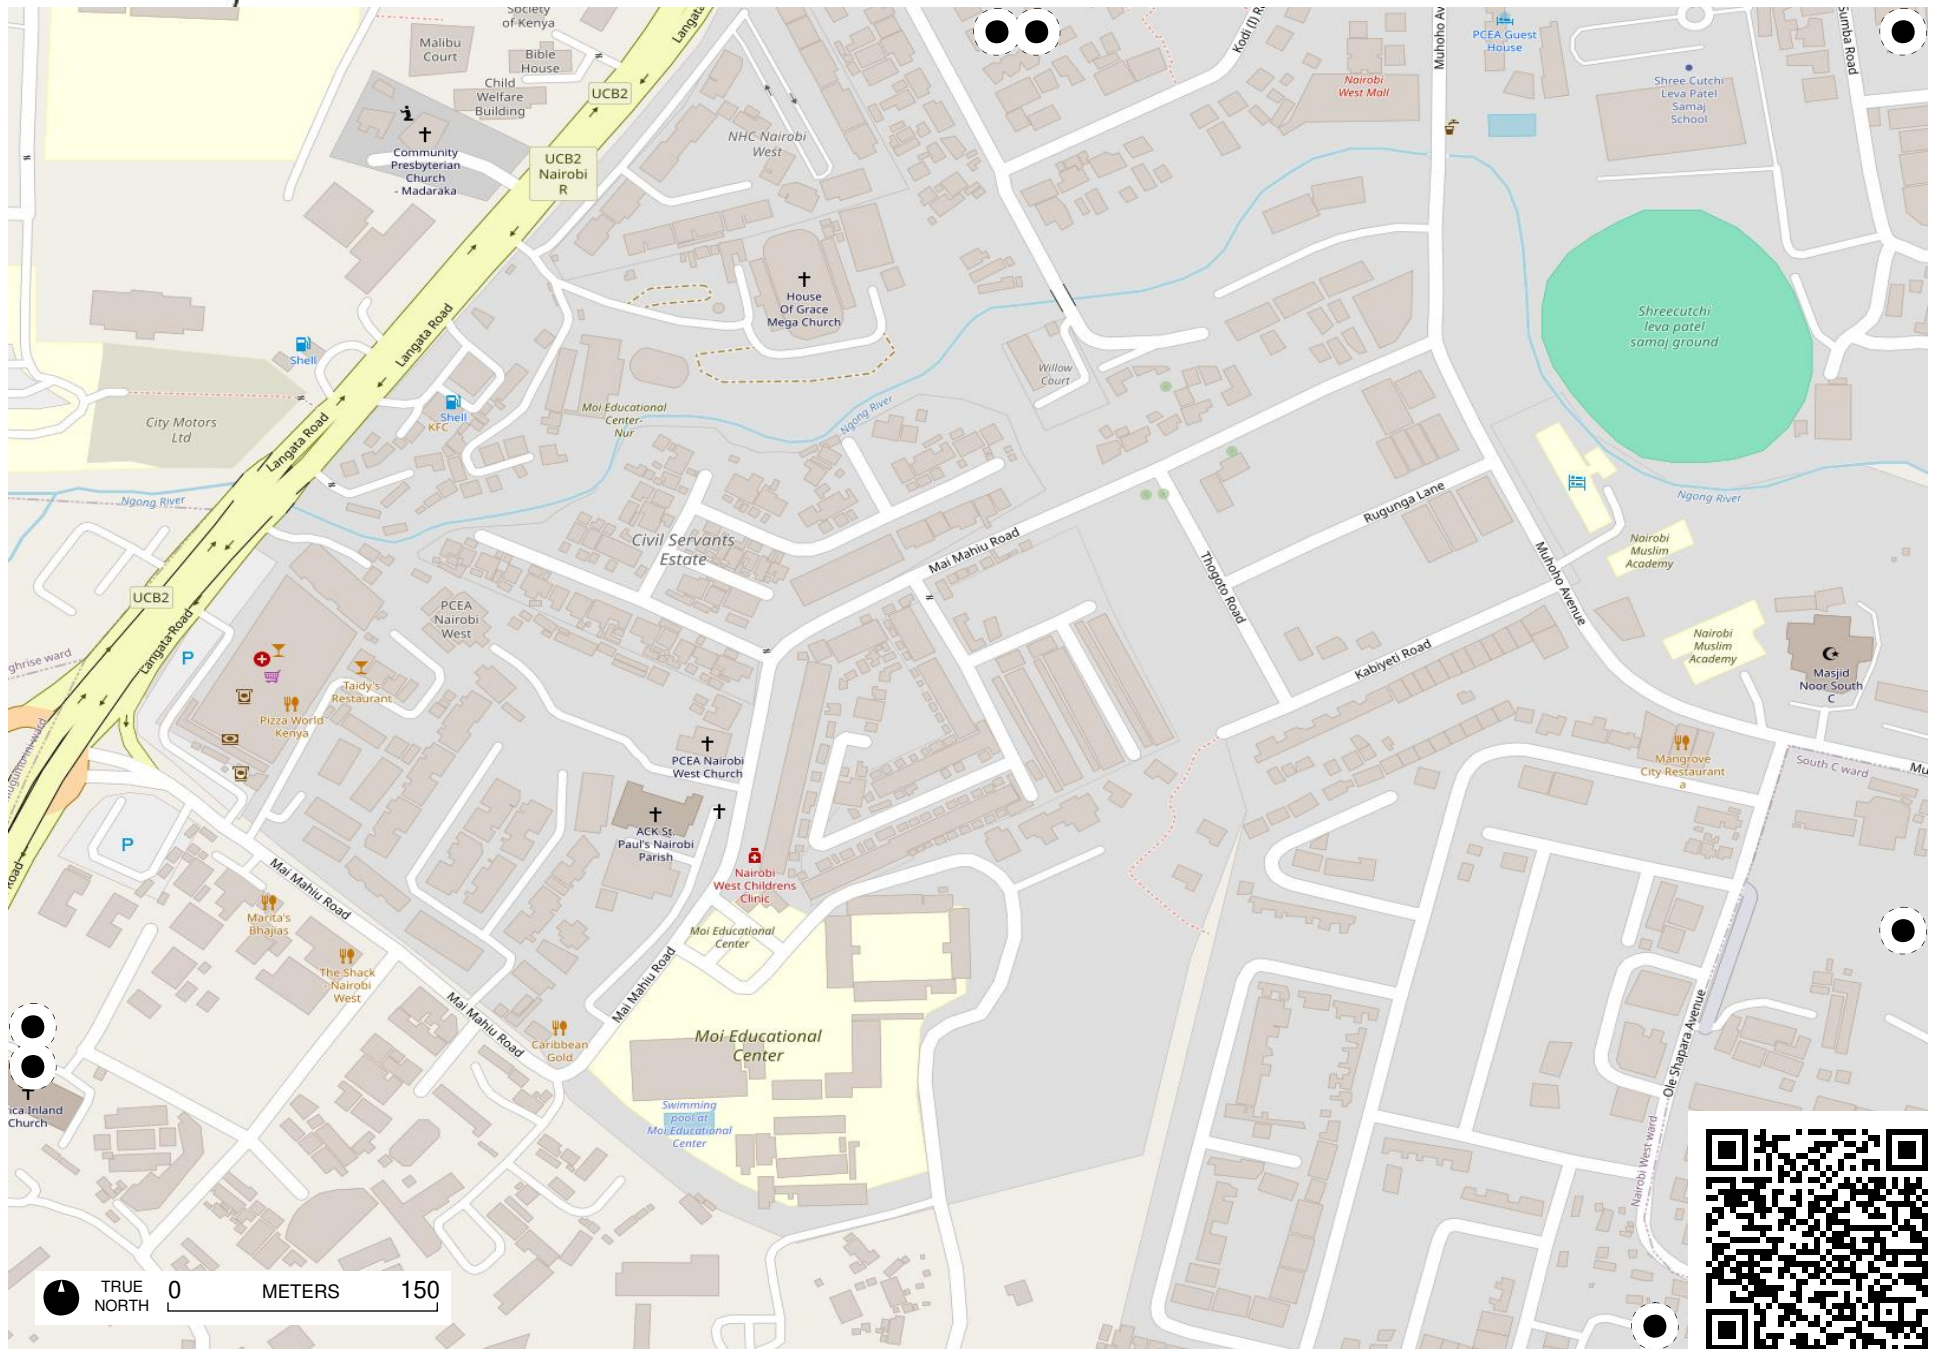 Society
of Kenya
Malibu
Court
Bible
House
Child
Welfare
Building
Langata
UCB2
UCB2
Nairobi
R
Community
Presbyterian
Church
- Madaraka
NHC Nairobi
West
House
Of Grace
Mega Church
Kodi (I) R
Muhoho Av
Nairobi
West Mall
PCEA Guest
House
Shree Cutchi
Leva Patel
Samaj
School
Sumba Road
Shreecutchi
leva patel
samaj ground
Shell
Langata Road
City Motors
Ltd
Langata Road
Shell
KFC
Moi Educational
Center-
Nur
Ngong River
Willow
Court
Ngong River
Ngong River
Civil Servants
Estate
Mai Mahiu Road
Rugunga Lane
Thogoto Road
Muhoho Avenue
Kabiyeti Road
Nairobi
Muslim
Academy
Nairobi
Muslim
Academy
Masjid
Noor South
C
UCB2
Langata Road
ghrise ward
P
PCEA
Nairobi
West
Taidy's
Restaurant
Pizza World
Kenya
PCEA Nairobi
West Church
ACK St.
Paul's Nairobi
Parish
Nairobi
West Childrens
Clinic
Mangrove
City Restaurant
a
South C ward
Mu
Mugumo-ini ward
P
Road
Mai Mahiu Road
Marita's
Bhajias
The Shack
Nairobi
West
Mai Mahiu Road
Mai Mahiu Road
Caribbean
Gold
Moi Educational
Center
Moi Educational
Center
Swimming
pool at
Moi Educational
Center
Ole Shapara Avenue
Nairobi West ward
ica Inland
Church
TRUE
NORTH
0 METERS 150